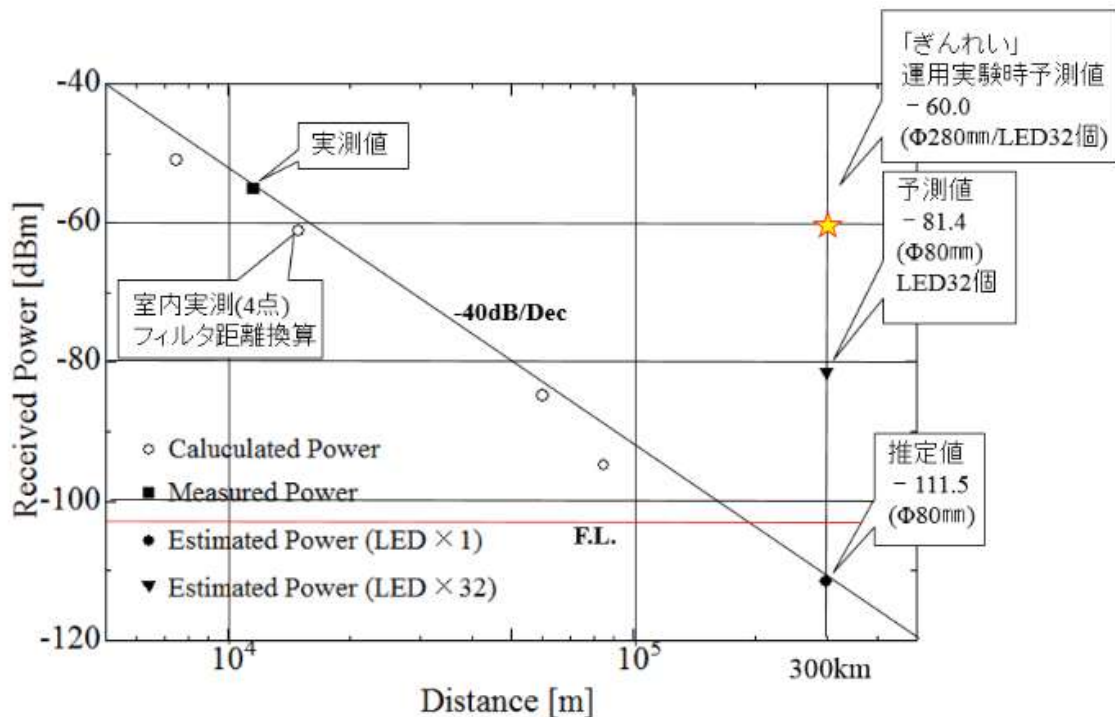 「ぎんれい」
運用実験時予測値
－60.0
(Φ280㎜/LED32個)
予測値
－81.4
(Φ80㎜)
LED32個
推定値
－111.5
(Φ80㎜)
実測値
室内実測(4点)
フィルタ距離換算
-40dB/Dec
F.L.
Received Power [dBm]
-40
-60
-80
-100
-120
Caluculated Power
Measured Power
Estimated Power (LED × 1)
Estimated Power (LED × 32)
10⁴
10⁵
300km
Distance [m]